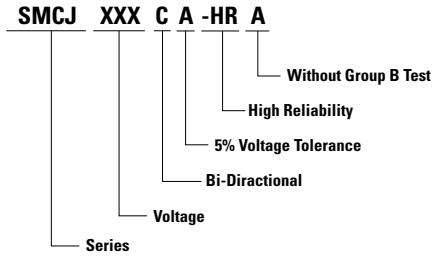 SMCJ XXX C A -HR A
Without Group B Test
High Reliability
5% Voltage Tolerance
Bi-Diractional
Voltage
Series